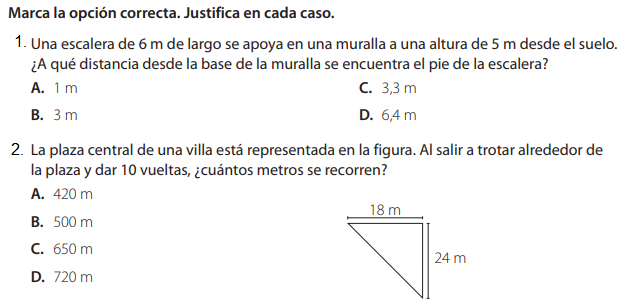 Marca la opción correcta. Justifica en cada caso.
1. Una escalera de 6 m de largo se apoya en una muralla a una altura de 5 m desde el suelo.
¿A qué distancia desde la base de la muralla se encuentra el pie de la escalera?
A. 1 m
C. 3,3 m
B. 3 m
D. 6,4 m
2. La plaza central de una villa está representada en la figura. Al salir a trotar alrededor de
la plaza y dar 10 vueltas, ¿cuántos metros se recorren?
A. 420 m
B. 500 m
C. 650 m
D. 720 m
18 m
24 m